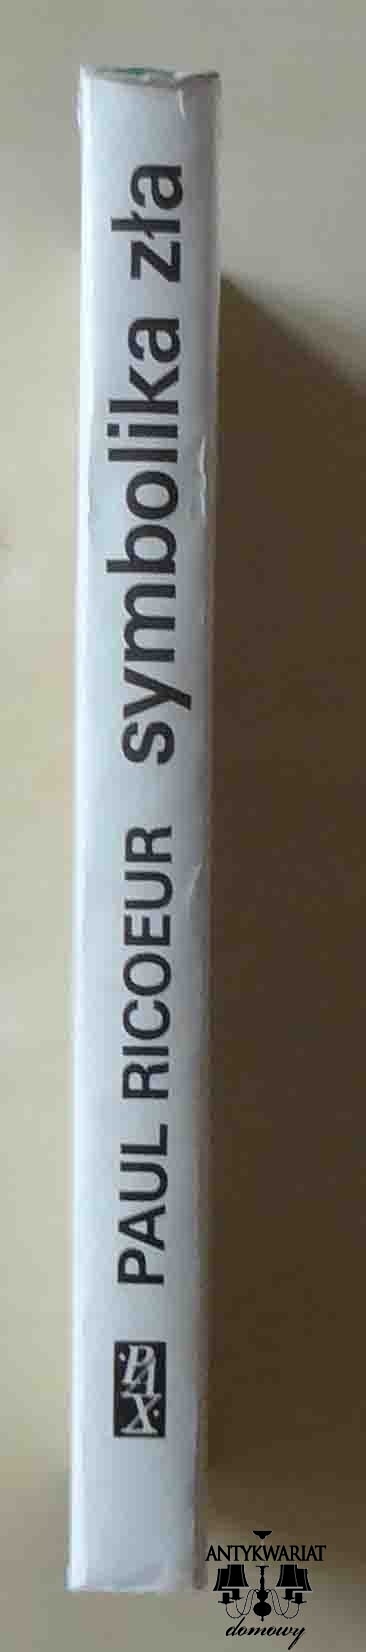 PAUL RICOEUR symbolika zła
PAX
ANTYKWARIAT
domowy